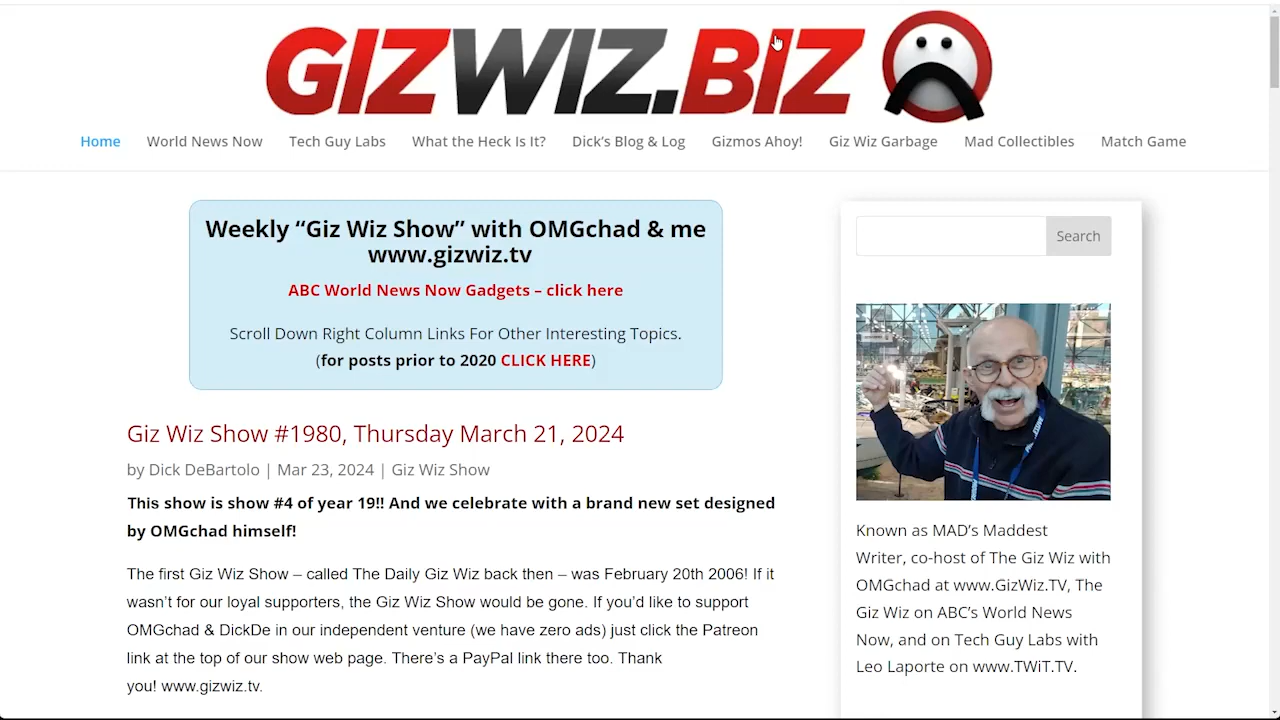 GIZWIZ.BIZ
Home World News Now Tech Guy Labs What the Heck Is It? Dick's Blog & Log Gizmos Ahoy! Giz Wiz Garbage Mad Collectibles Match Game
Weekly “Giz Wiz Show” with OMGchad & me
www.gizwiz.tv
ABC World News Now Gadgets – click here
Scroll Down Right Column Links For Other Interesting Topics.
(for posts prior to 2020 CLICK HERE)
Giz Wiz Show #1980, Thursday March 21, 2024
by Dick DeBartolo | Mar 23, 2024 | Giz Wiz Show
This show is show #4 of year 19!! And we celebrate with a brand new set designed
by OMGchad himself!
The first Giz Wiz Show – called The Daily Giz Wiz back then – was February 20th 2006! If it
wasn’t for our loyal supporters, the Giz Wiz Show would be gone. If you’d like to support
OMGchad & DickDe in our independent venture (we have zero ads) just click the Patreon
link at the top of our show web page. There’s a PayPal link there too. Thank
you! www.gizwiz.tv.
Search
Known as MAD’s Maddest
Writer, co-host of The Giz Wiz with
OMGchad at www.GizWiz.TV, The
Giz Wiz on ABC’s World News
Now, and on Tech Guy Labs with
Leo Laporte on www.TWiT.TV.